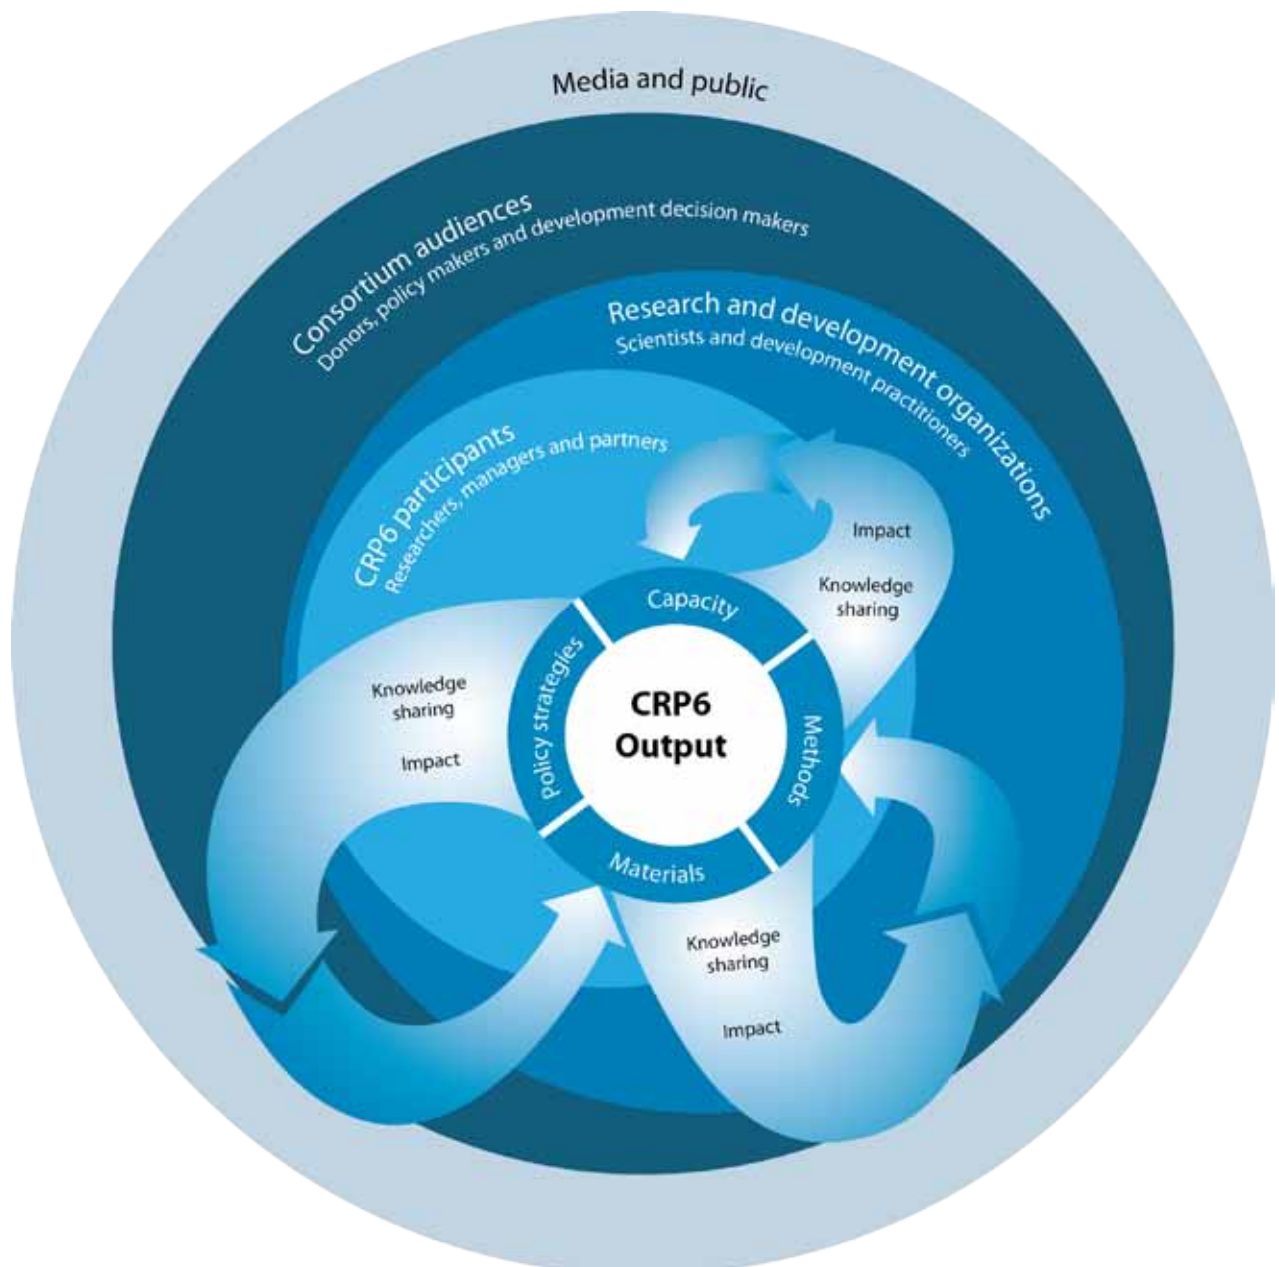 Media and public
Consortium audiences
Donors, policy makers and development decision makers
Research and development organizations
Scientists and development practitioners
CRP6 participants
Researchers, managers and partners
Impact
Knowledge
sharing
Capacity
Policy strategies
CRP6
Output
Methods
Materials
Knowledge
sharing
Impact
Knowledge
sharing
Impact